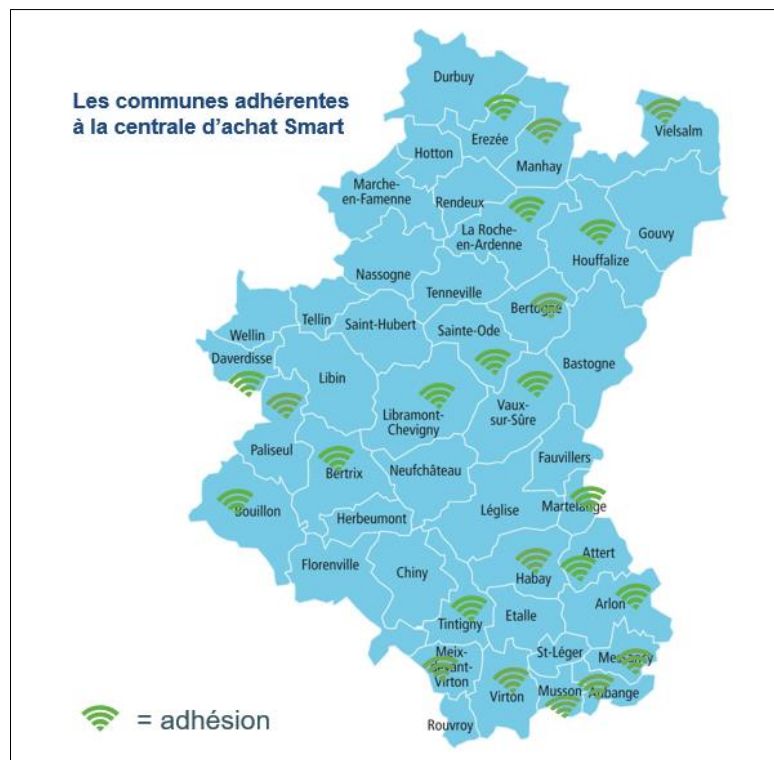 Les communes adhérentes
à la centrale d'achat Smart
Durbuy
Erezée
Vielsalm
Hotton
Manhay
Marche-
en-Famenne
Rendeux
La Roche-
en-Ardenne
Gouvy
Houffalize
Nassogne
Tenneville
Bertogne
Tellin
Saint-Hubert
Sainte-Ode
Wellin
Daverdisse
Bastogne
Libin
Libramont-
Chevigny
Vaux-
sur-Sûre
Paliseul
Bertrix
Neufchâteau
Fauvillers
Bouillon
Herbeumont
Léglise
Martelange
Attert
Florenville
Chiny
Habay
Arlon
Tintigny
Etalle
Meix-
devant-
Virton
St-Léger
Messancy
Virton
Musson
Aubange
Rouvroy
= adhésion